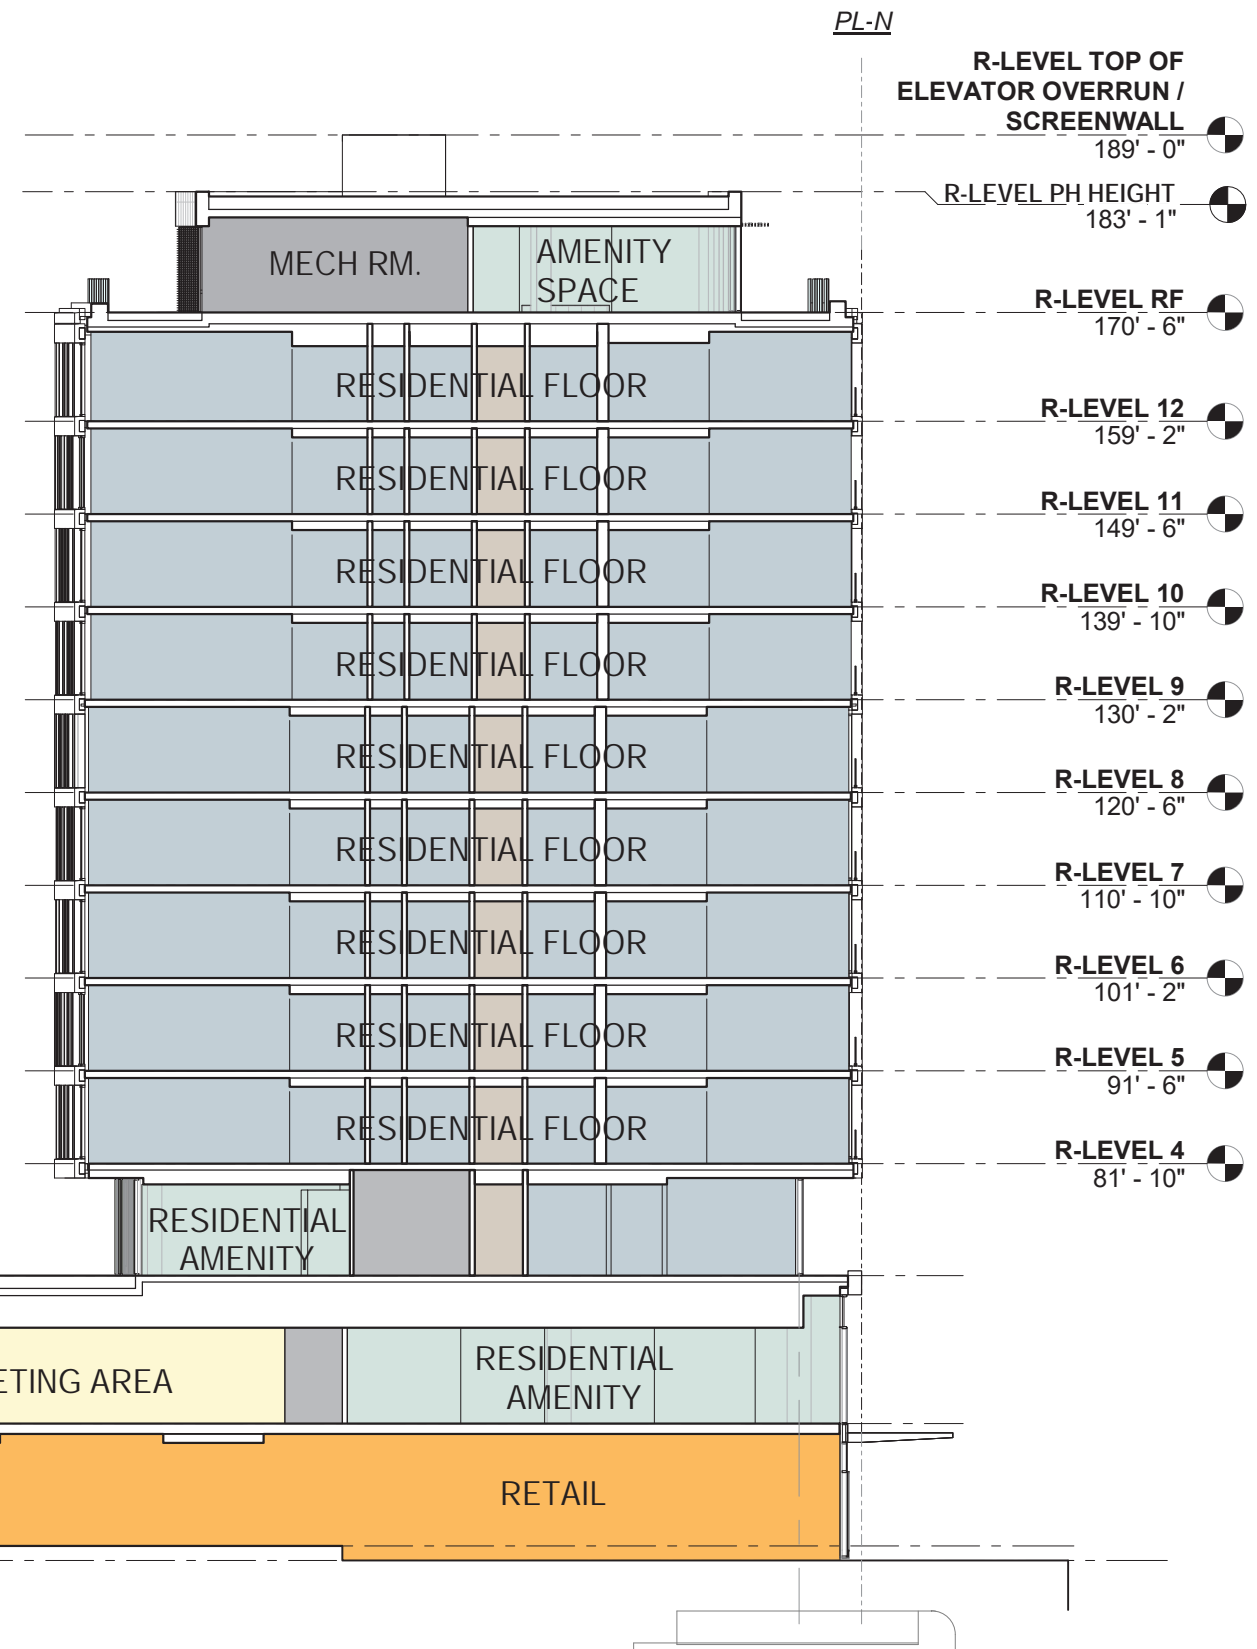 PL-N
R-LEVEL TOP OF
ELEVATOR OVERRUN /
SCREENWALL
189' - 0"
R-LEVEL PH HEIGHT
183' - 1"
MECH RM.
AMENITY
SPACE
R-LEVEL RF
170' - 6"
RESIDENTIAL FLOOR
R-LEVEL 12
159' - 2"
RESIDENTIAL FLOOR
R-LEVEL 11
149' - 6"
RESIDENTIAL FLOOR
R-LEVEL 10
139' - 10"
RESIDENTIAL FLOOR
R-LEVEL 9
130' - 2"
RESIDENTIAL FLOOR
R-LEVEL 8
120' - 6"
RESIDENTIAL FLOOR
R-LEVEL 7
110' - 10"
RESIDENTIAL FLOOR
R-LEVEL 6
101' - 2"
RESIDENTIAL FLOOR
R-LEVEL 5
91' - 6"
RESIDENTIAL FLOOR
R-LEVEL 4
81' - 10"
RESIDENTIAL
AMENITY
RESIDENTIAL
AMENITY
ETING AREA
RETAIL